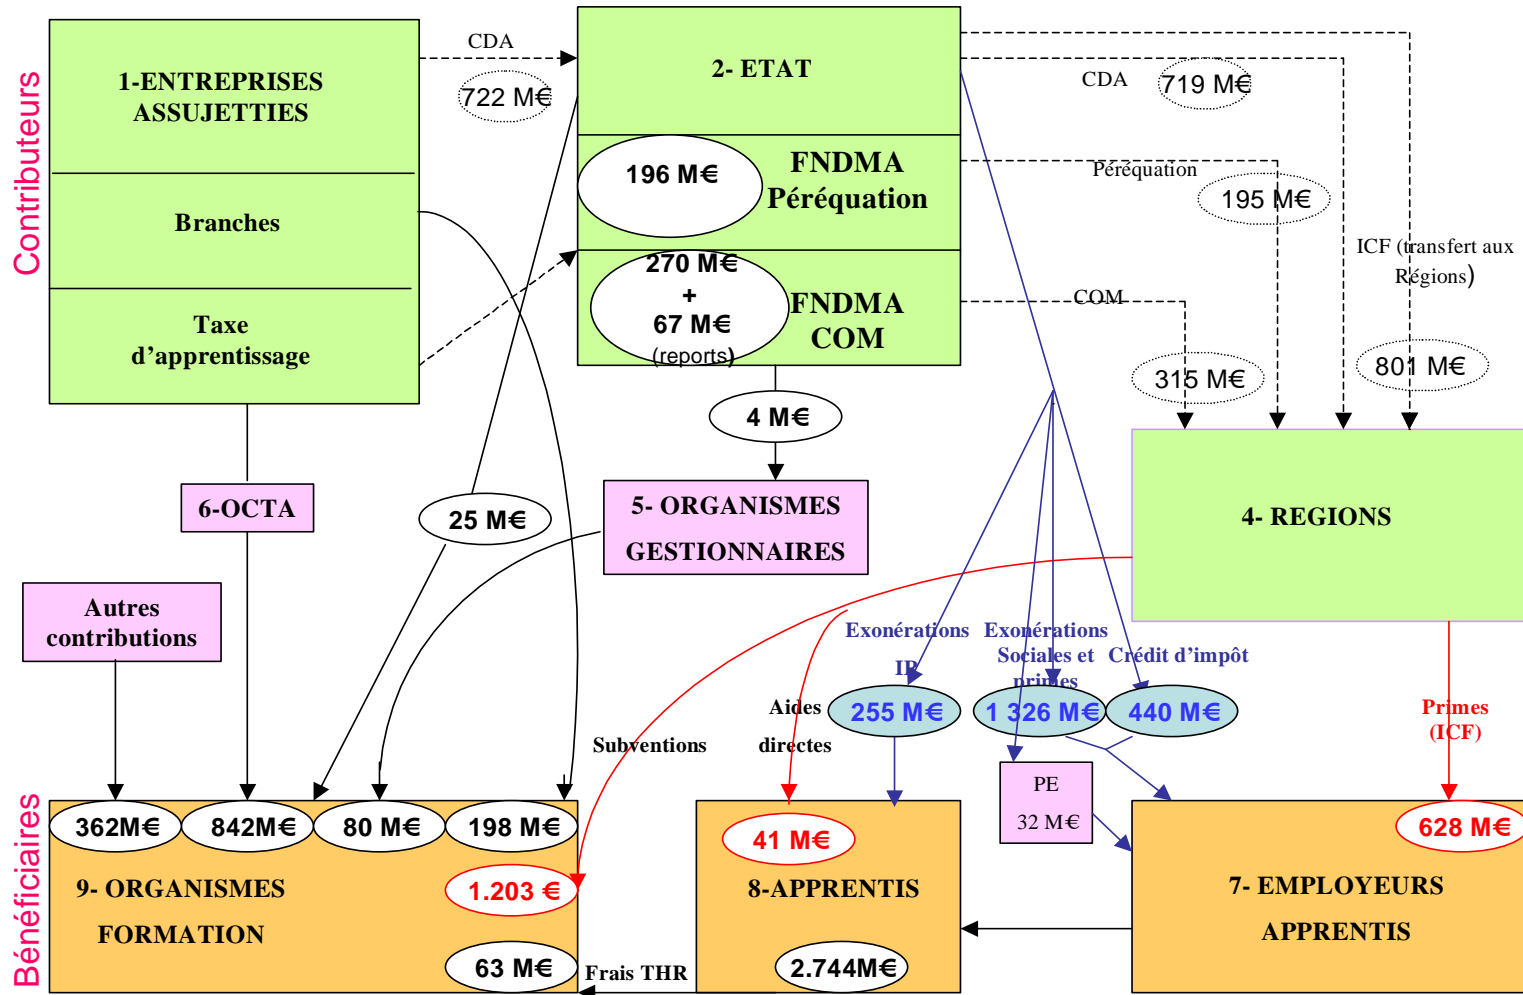 Contributeurs
1-ENTREPRISES
ASSUJETTIES
Branches
Taxe
d’apprentissage
CDA
722 M€
2- ETAT
196 M€
FNDMA
Péréquation
270 M€
+
67 M€
(reports)
FNDMA
COM
CDA
719 M€
Péréquation
195 M€
ICF (transfert aux
Régions)
COM
315 M€
801 M€
4 M€
6-OCTA
25 M€
5- ORGANISMES
GESTIONNAIRES
4- REGIONS
Autres
contributions
Exonérations
IR
Exonérations
Sociales et
primes
Crédit d’impôt
255 M€
1 326 M€
440 M€
Aides
directes
Subventions
Primes
(ICF)
PE
32 M€
Bénéficiaires
362M€
842M€
80 M€
198 M€
1.203 €
9- ORGANISMES
FORMATION
63 M€
Frais THR
41 M€
8-APPRENTIS
2.744M€
628 M€
7- EMPLOYEURS
APPRENTIS